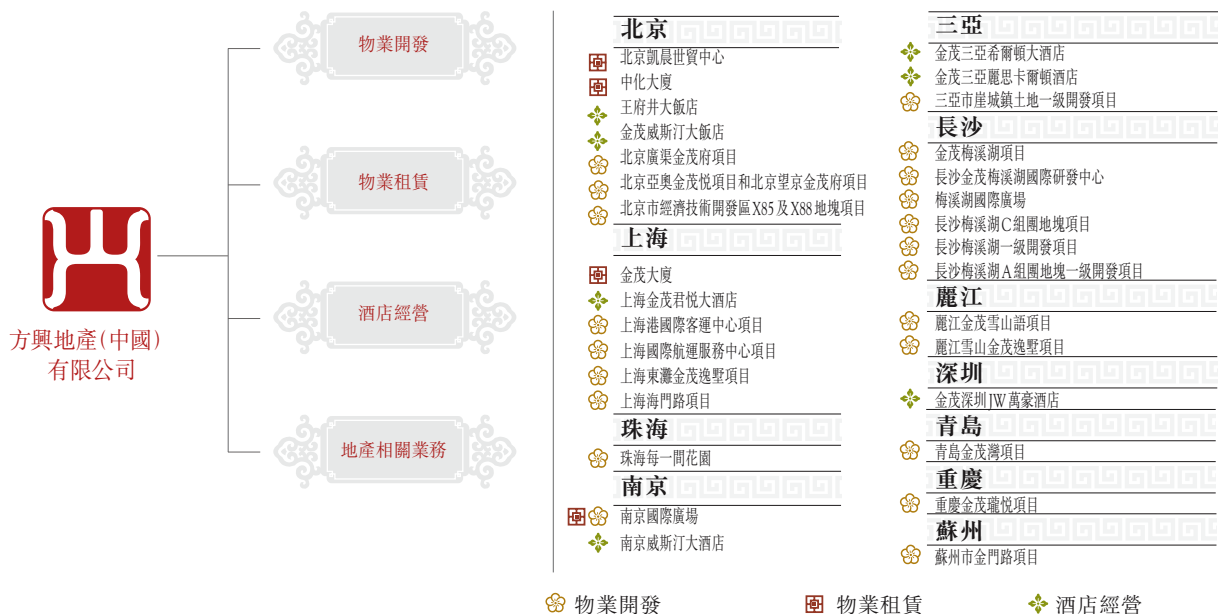 方興地產(中國)
有限公司
物業開發
物業租賃
酒店經營
地產相關業務
北京
北京凱晨世貿中心
中化大廈
王府井大飯店
金茂威斯汀大飯店
北京廣渠金茂府項目
北京亞奧金茂悅項目和北京望京金茂府項目
北京市經濟技術開發區X85及X88地塊項目
上海
金茂大廈
上海金茂君悅大酒店
上海港國際客運中心項目
上海國際航運服務中心項目
上海東灘金茂逸墅項目
上海海門路項目
珠海
珠海每一間花園
南京
南京國際廣場
南京威斯汀大酒店
三亞
金茂三亞希爾頓大酒店
金茂三亞麗思卡爾頓酒店
三亞市崖城鎮土地一級開發項目
長沙
金茂梅溪湖項目
長沙金茂梅溪湖國際研發中心
梅溪湖國際廣場
長沙梅溪湖C組團地塊項目
長沙梅溪湖一級開發項目
長沙梅溪湖A組團地塊一級開發項目
麗江
麗江金茂雪山語項目
麗江雪山金茂逸墅項目
深圳
金茂深圳JW萬豪酒店
青島
青島金茂灣項目
重慶
重慶金茂瓏悅項目
蘇州
蘇州市金門路項目
物業開發
物業租賃
酒店經營